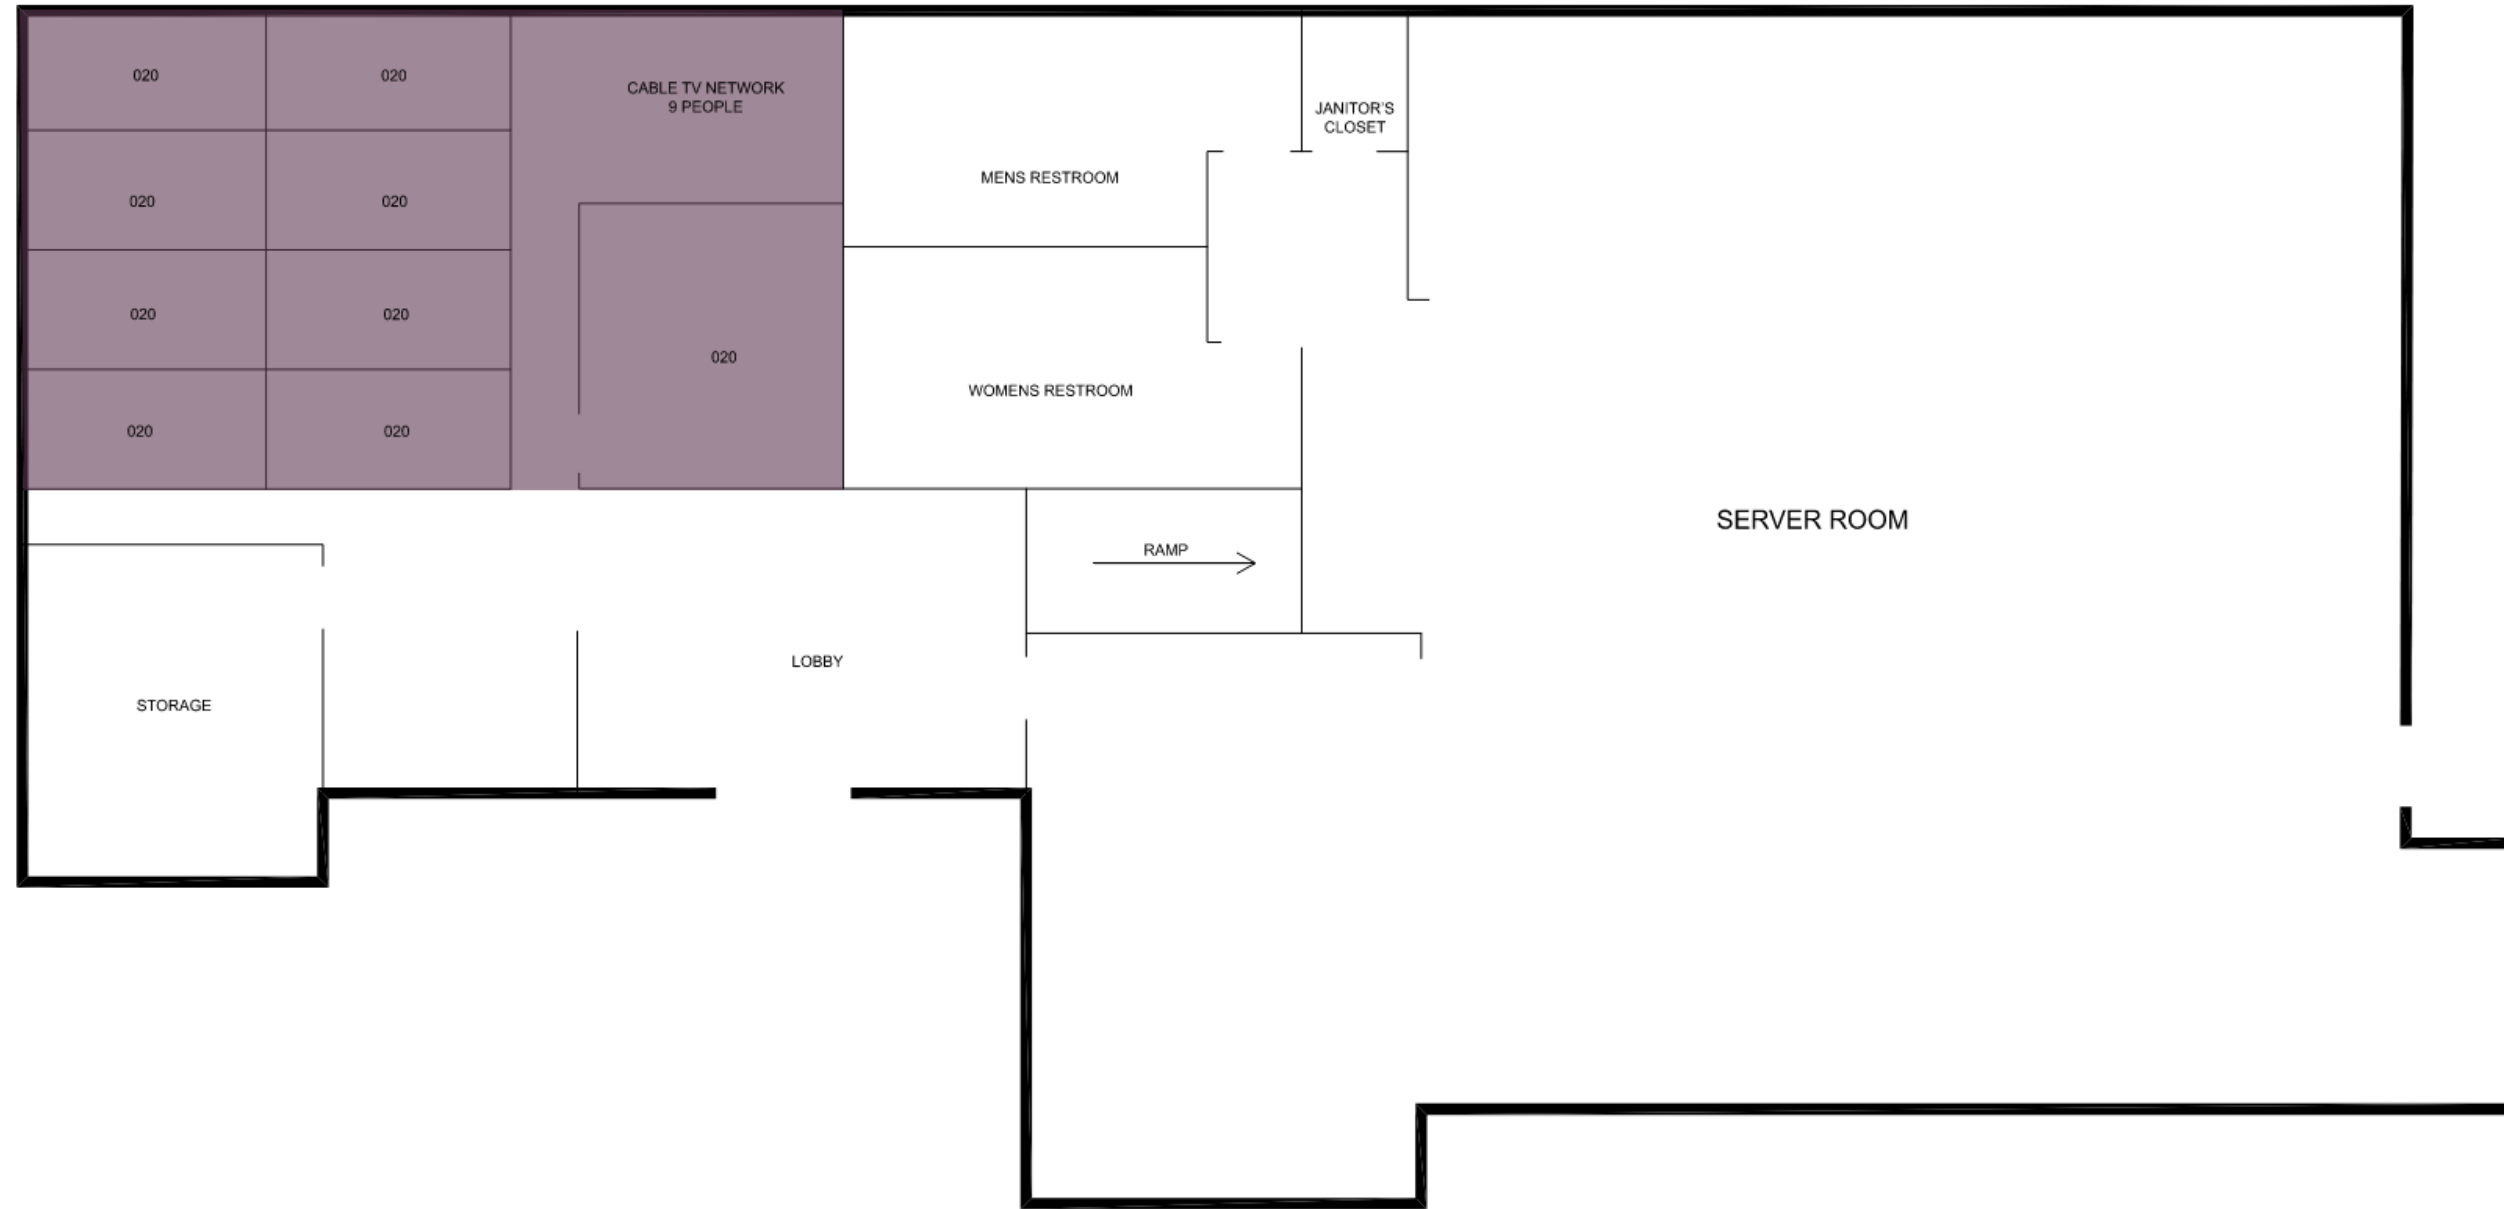 020
020
CABLE TV NETWORK
9 PEOPLE
JANITOR'S
CLOSET
MENS RESTROOM
020
020
020
020
020
WOMENS RESTROOM
020
020
SERVER ROOM
RAMP
LOBBY
STORAGE